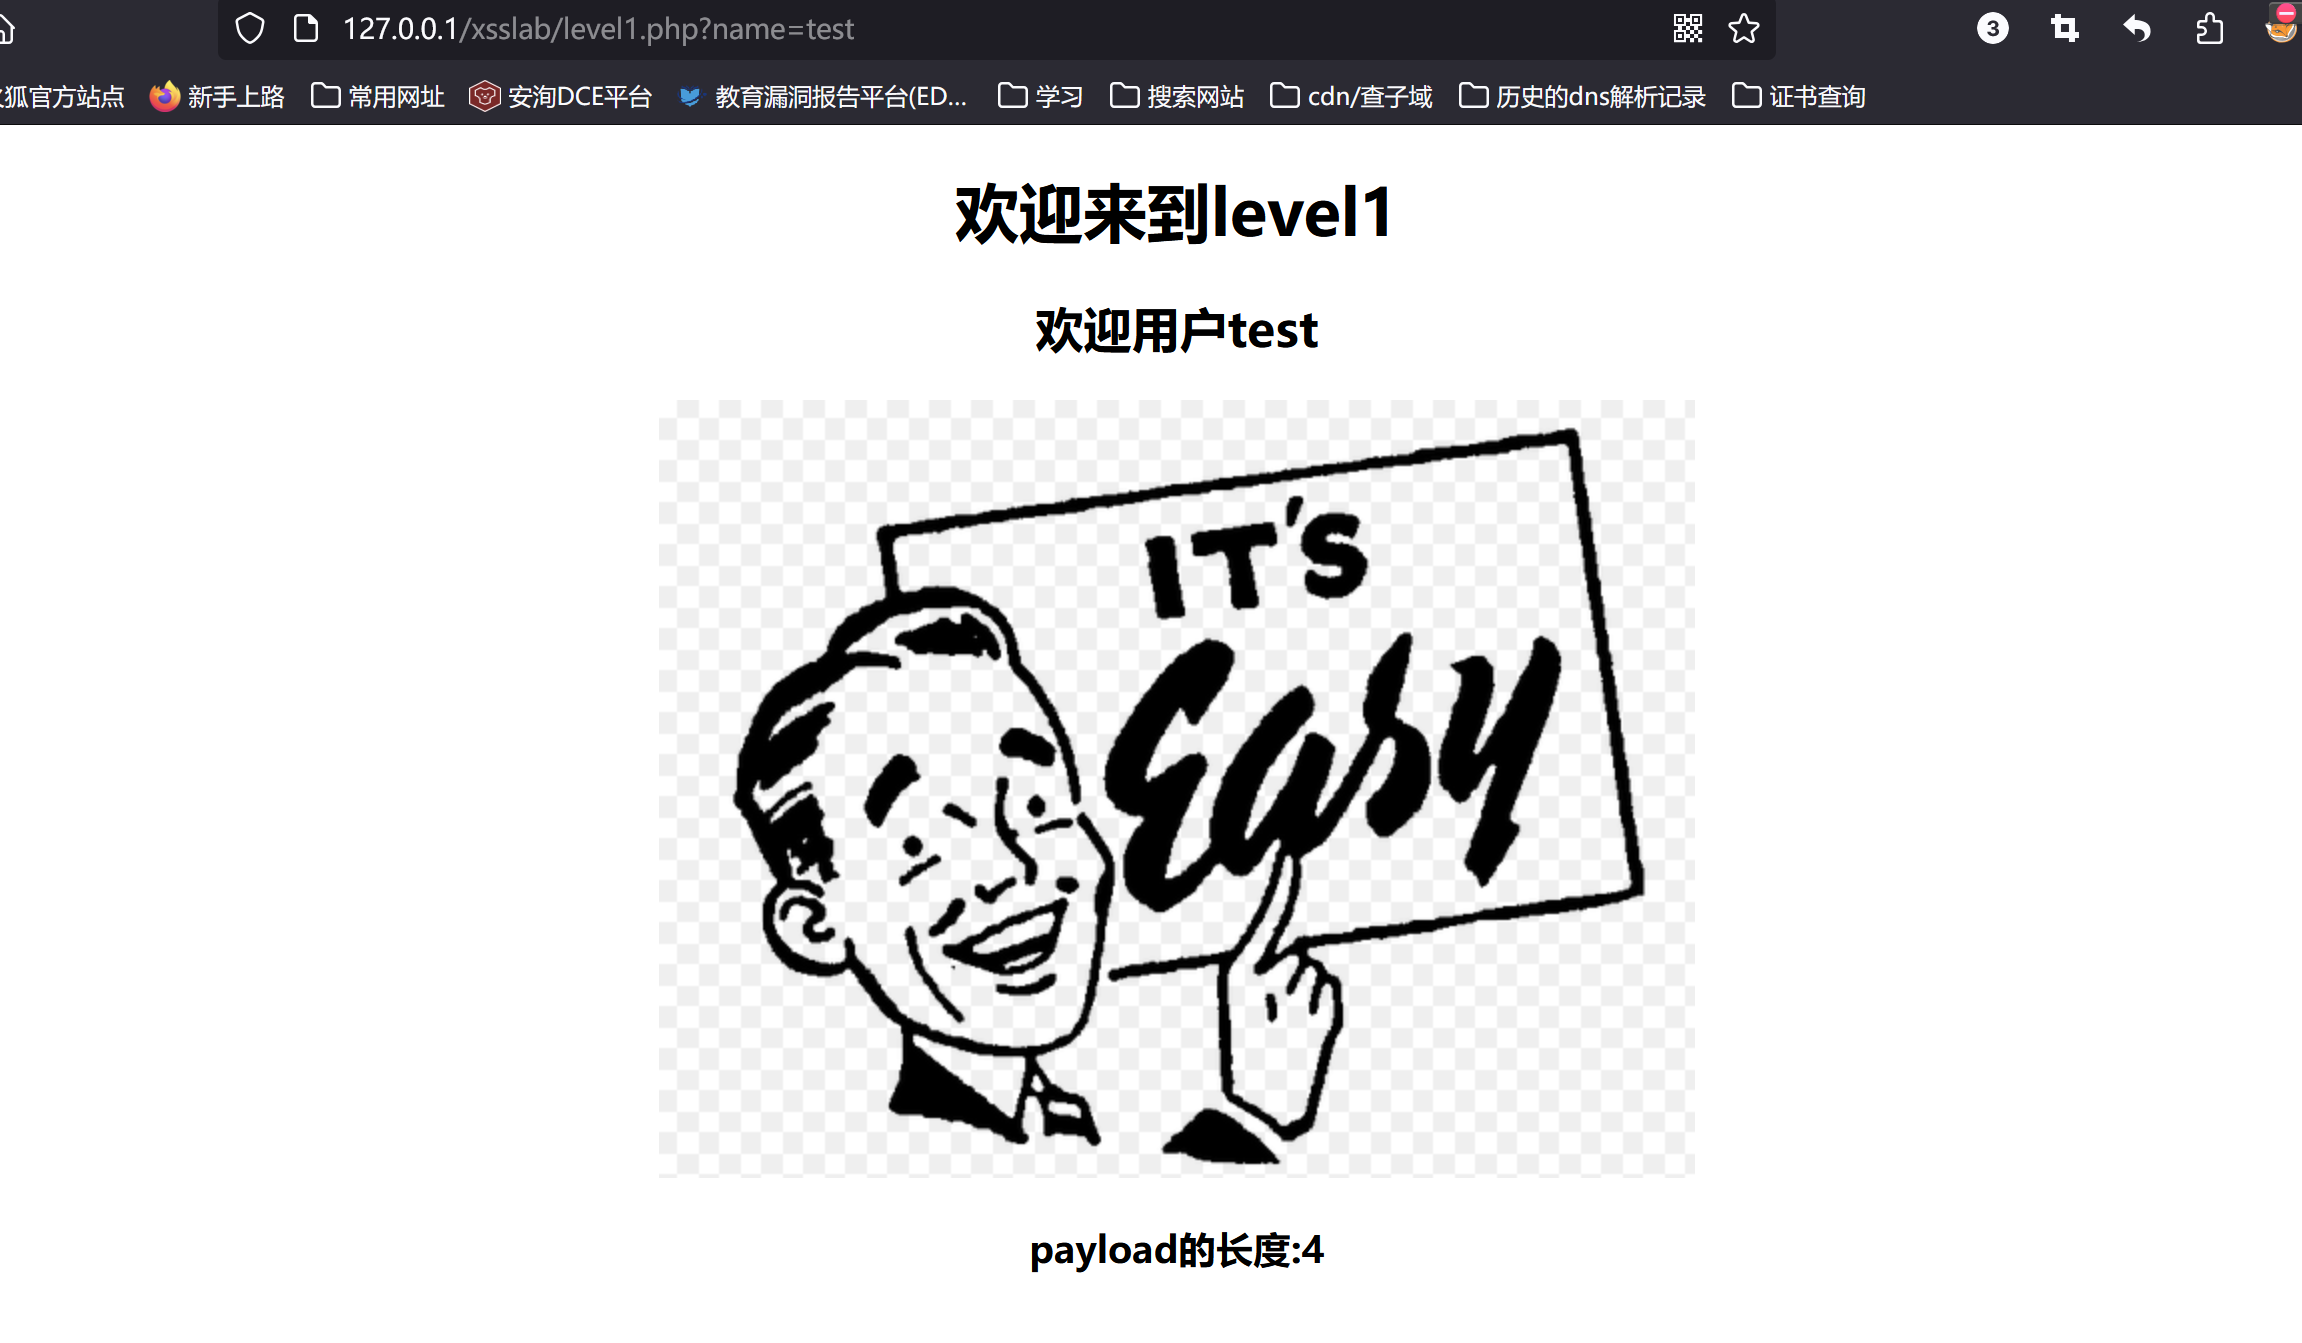 127.0.0.1/xsslab/level1.php?name=test
3
狐官方站点 新手上路 常用网址 安洵DCE平台 教育漏洞报告平台(ED... 学习 搜索网站 cdn/查子域 历史的dns解析记录 证书查询
欢迎来到level1
欢迎用户test
IT'S
Easy
payload的长度:4